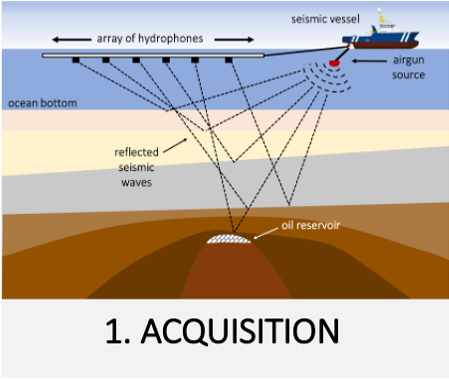 seismic vessel
array of hydrophones
airgun
source
ocean bottom
reflected
seismic
waves
oil reservoir
1. ACQUISITION